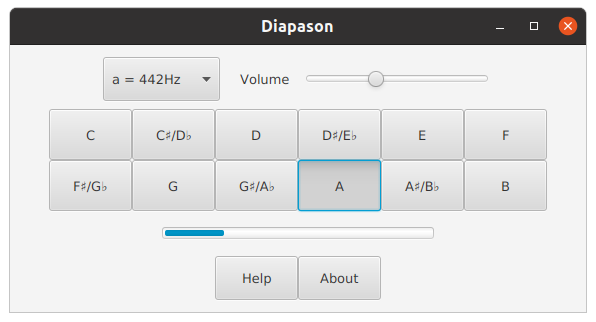 Diapason
a = 442Hz Volume
C C♯/D♭ D D♯/E♭ E F
F♯/G♭ G G♯/A♭ A A♯/B♭ B
Help About